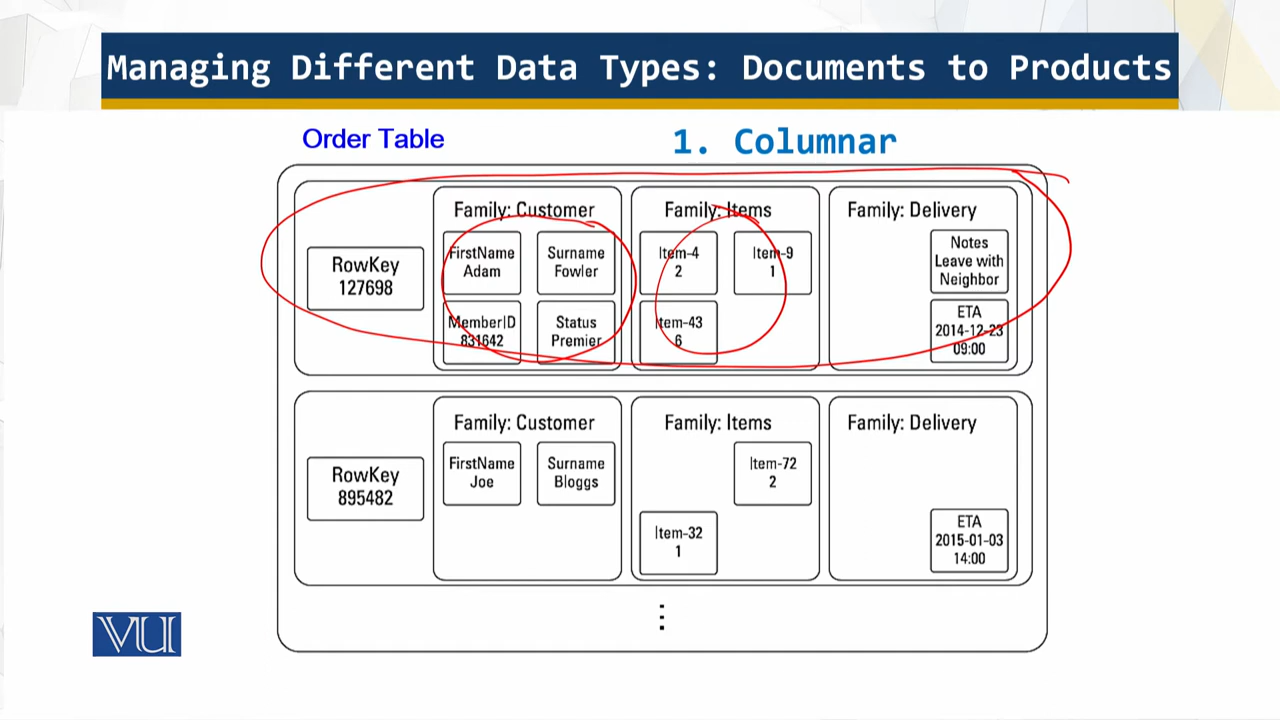 Managing Different Data Types: Documents to Products
Order Table
1. Columnar
RowKey
127698
Family: Customer
FirstName
Adam
Surname
Fowler
MemberID
831642
Status
Premier
Family: Items
Item-4
2
Item-9
1
Item-43
6
Family: Delivery
Notes
Leave with
Neighbor
ETA
2014-12-23
09:00
RowKey
895482
Family: Customer
FirstName
Joe
Surname
Bloggs
Family: Items
Item-72
2
Item-32
1
Family: Delivery
ETA
2015-01-03
14:00
⋮
VU